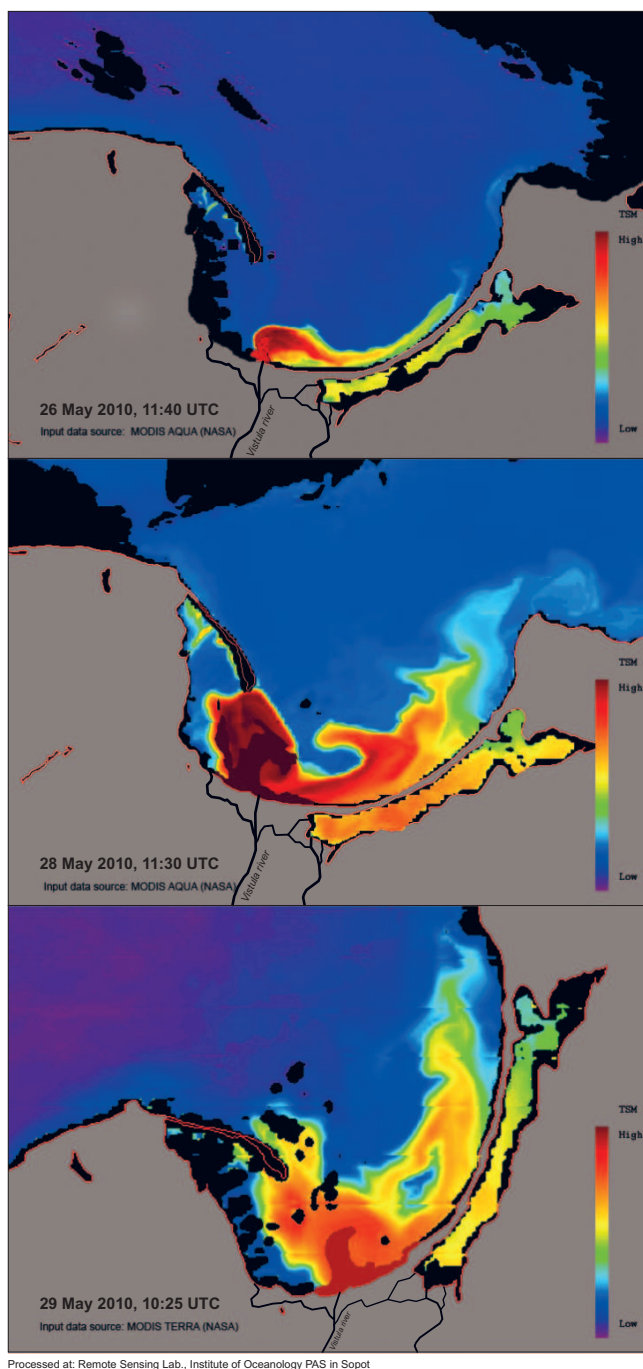 TSM
High
Low
26 May 2010, 11:40 UTC
Input data source: MODIS AQUA (NASA)
Vistula river
TSM
High
Low
28 May 2010, 11:30 UTC
Input data source: MODIS AQUA (NASA)
Vistula river
TSM
High
Low
29 May 2010, 10:25 UTC
Input data source: MODIS TERRA (NASA)
Vistula river
Processed at: Remote Sensing Lab., Institute of Oceanology PAS in Sopot